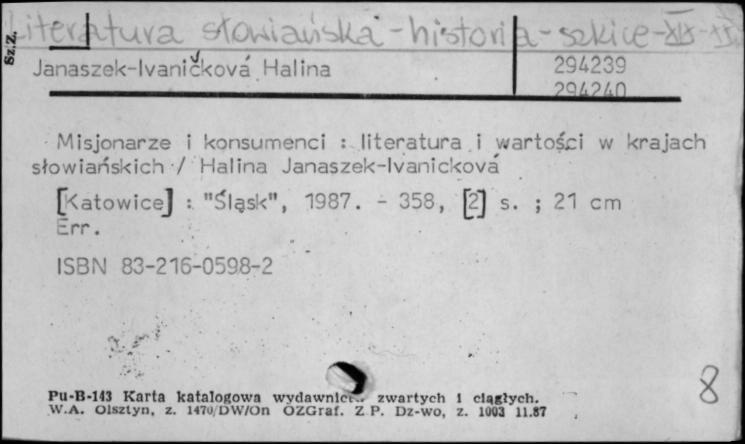 Literatura słowiańska - historia - szkice - XIX-XX
Sz.Z.
Janaszek-Ivaničková Halina
294239
294240
Misjonarze i konsumenci : literatura i wartości w krajach
słowiańskich / Halina Janaszek-Ivanicková
[Katowice] : "Śląsk", 1987. - 358, [2] s. ; 21 cm
Err.
ISBN 83-216-0598-2
8
Pu-B-143 Karta katalogowa wydawnictw zwartych i ciągłych.
W.A. Olsztyn, z. 1470/DW/On OZGraf. Z.P. Dz-wo, z. 1003 11.87